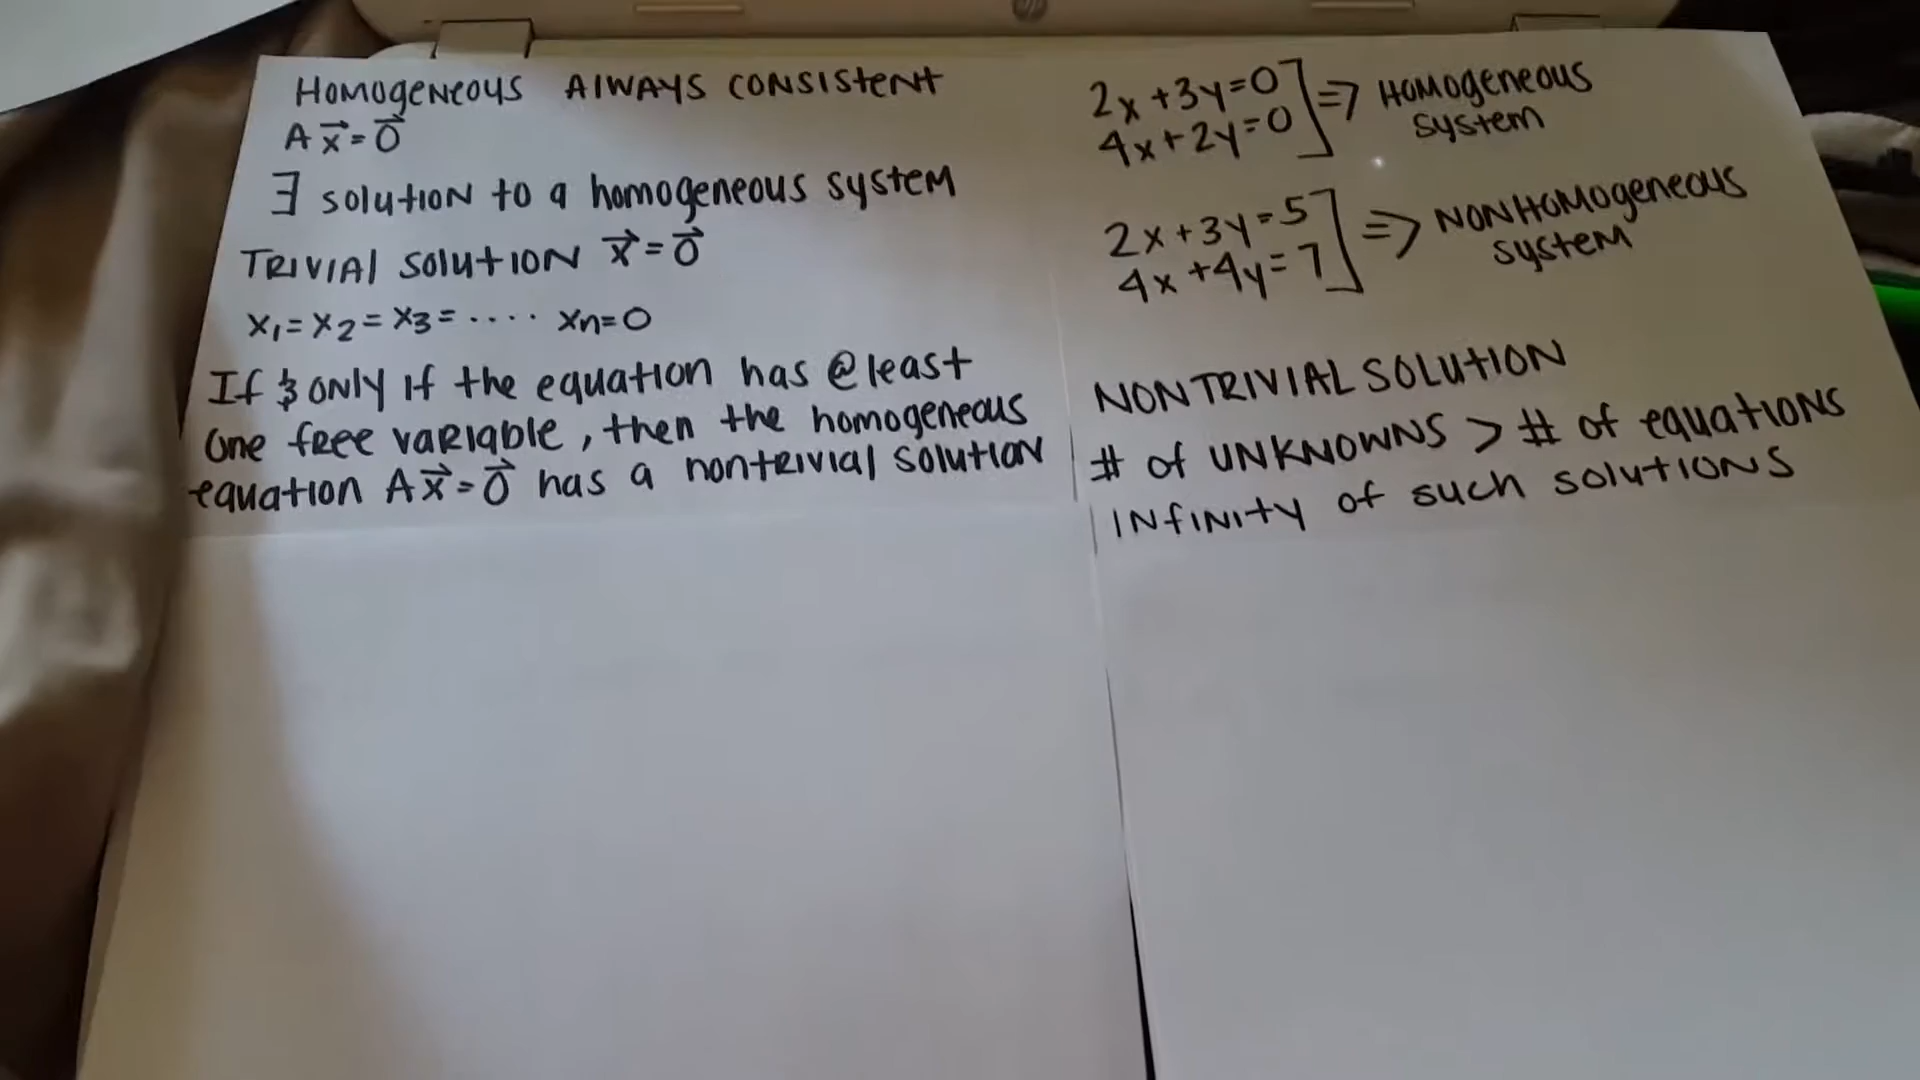 HOMOGENEOUS ALWAYS CONSISTENT
A x⃗ = 0⃗
∃ solution to a homogeneous system
TRIVIAL SOLUTION x⃗ = 0⃗
x₁ = x₂ = x₃ = .... xn = 0
If & only if the equation has @least
one free variable, then the homogeneous
equation A x⃗ = 0⃗ has a nontrivial solution
2x + 3y = 0
4x + 2y = 0 ] => HOMOGENEOUS
system
2x + 3y = 5
4x + 4y = 7 ] => NONHOMOGENEOUS
system
NONTRIVIAL SOLUTION
# of UNKNOWNS > # of equations
INFINITY of such solutions
hp